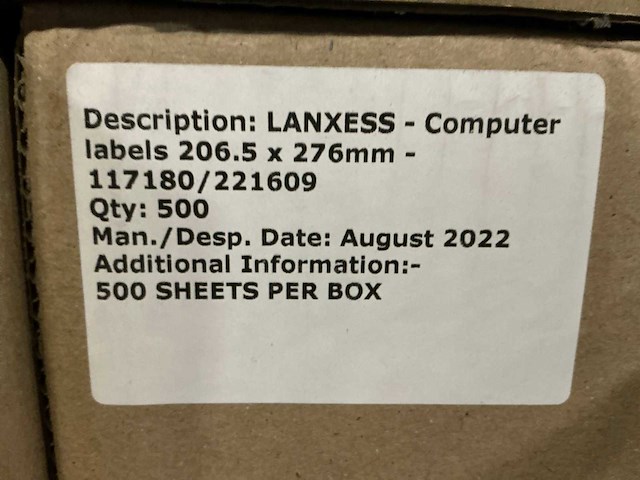 Description: LANXESS - Computer
labels 206.5 x 276mm -
117180/221609
Qty: 500
Man./Desp. Date: August 2022
Additional Information:-
500 SHEETS PER BOX